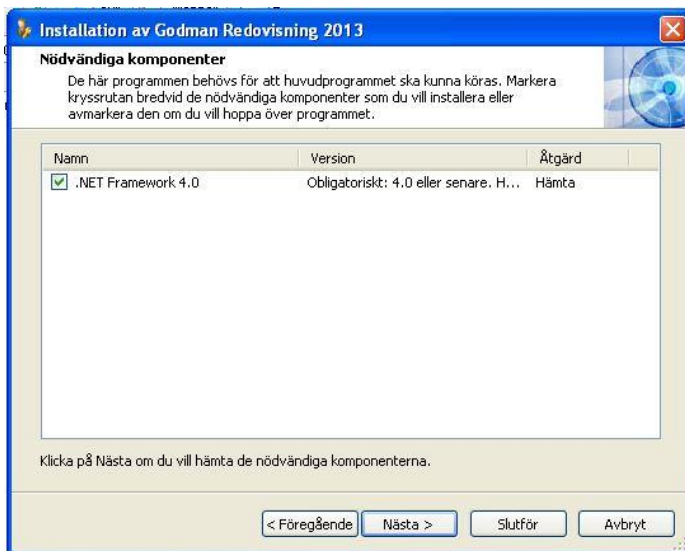 Installation av Godman Redovisning 2013
Nödvändiga komponenter
De här programmen behövs för att huvudprogrammet ska kunna köras. Markera
kryssrutan bredvid de nödvändiga komponenter som du vill installera eller
avmarkera den om du vill hoppa över programmet.
Namn Version Åtgärd
.NET Framework 4.0 Obligatoriskt: 4.0 eller senare. H... Hämta
Klicka på Nästa om du vill hämta de nödvändiga komponenterna.
< Föregående Nästa > Slutför Avbryt